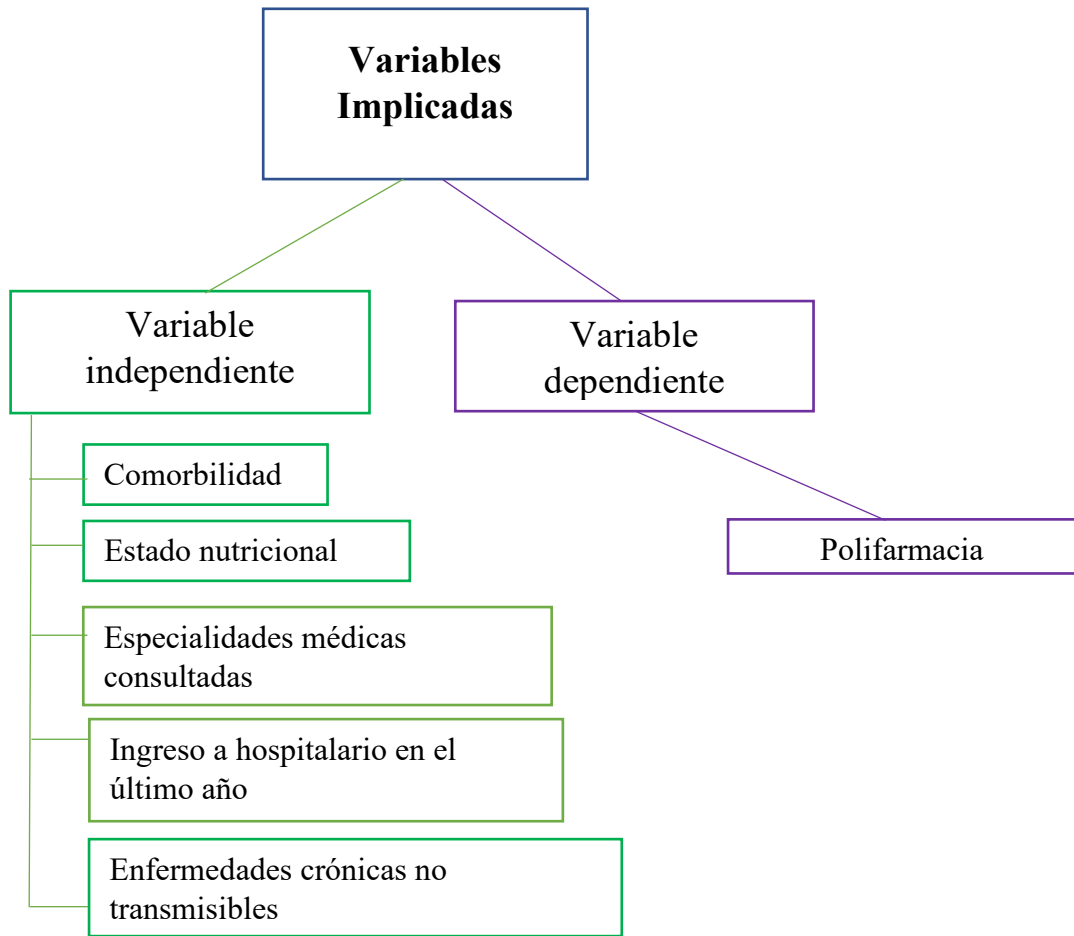 Variables
Implicadas
Variable
independiente
Variable
dependiente
Comorbilidad
Estado nutricional
Polifarmacia
Especialidades médicas
consultadas
Ingreso a hospitalario en el
último año
Enfermedades crónicas no
transmisibles